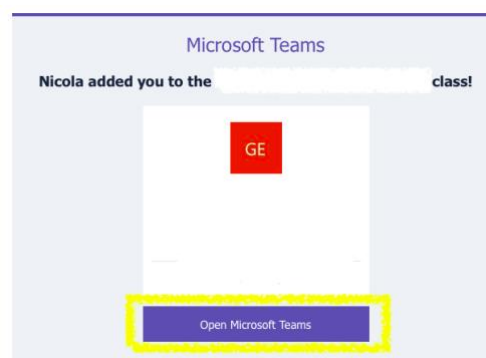 Microsoft Teams
Nicola added you to the class!
GE
Open Microsoft Teams